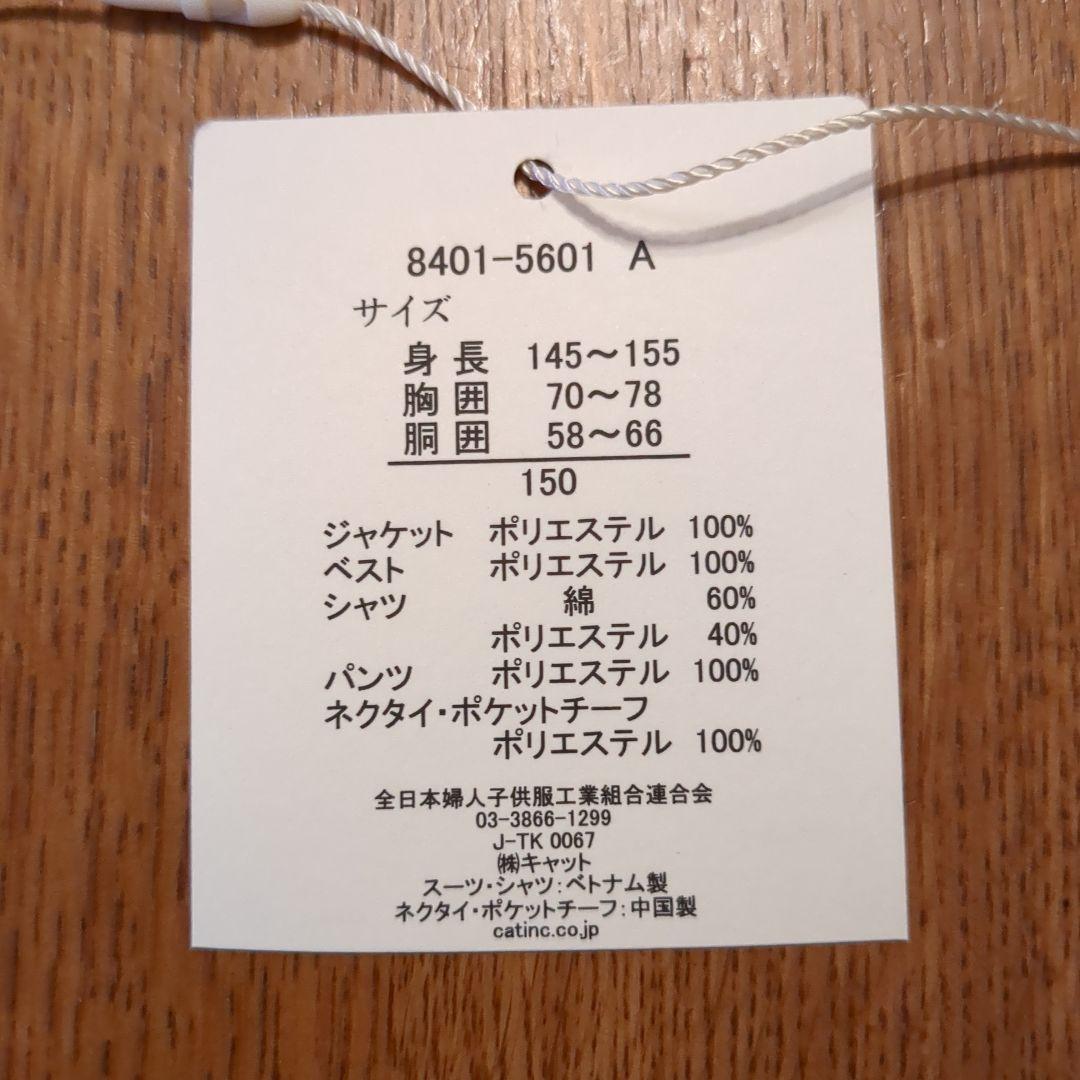 8401-5601 A
サイズ
身長 145～155
胸囲 70～78
胴囲 58～66
150
ジャケット ポリエステル 100%
ベスト ポリエステル 100%
シャツ 綿 60%
ポリエステル 40%
パンツ ポリエステル 100%
ネクタイ・ポケットチーフ
ポリエステル 100%
全日本婦人子供服工業組合連合会
03-3866-1299
J-TK 0067
㈱キャット
スーツ・シャツ:ベトナム製
ネクタイ・ポケットチーフ:中国製
catinc.co.jp